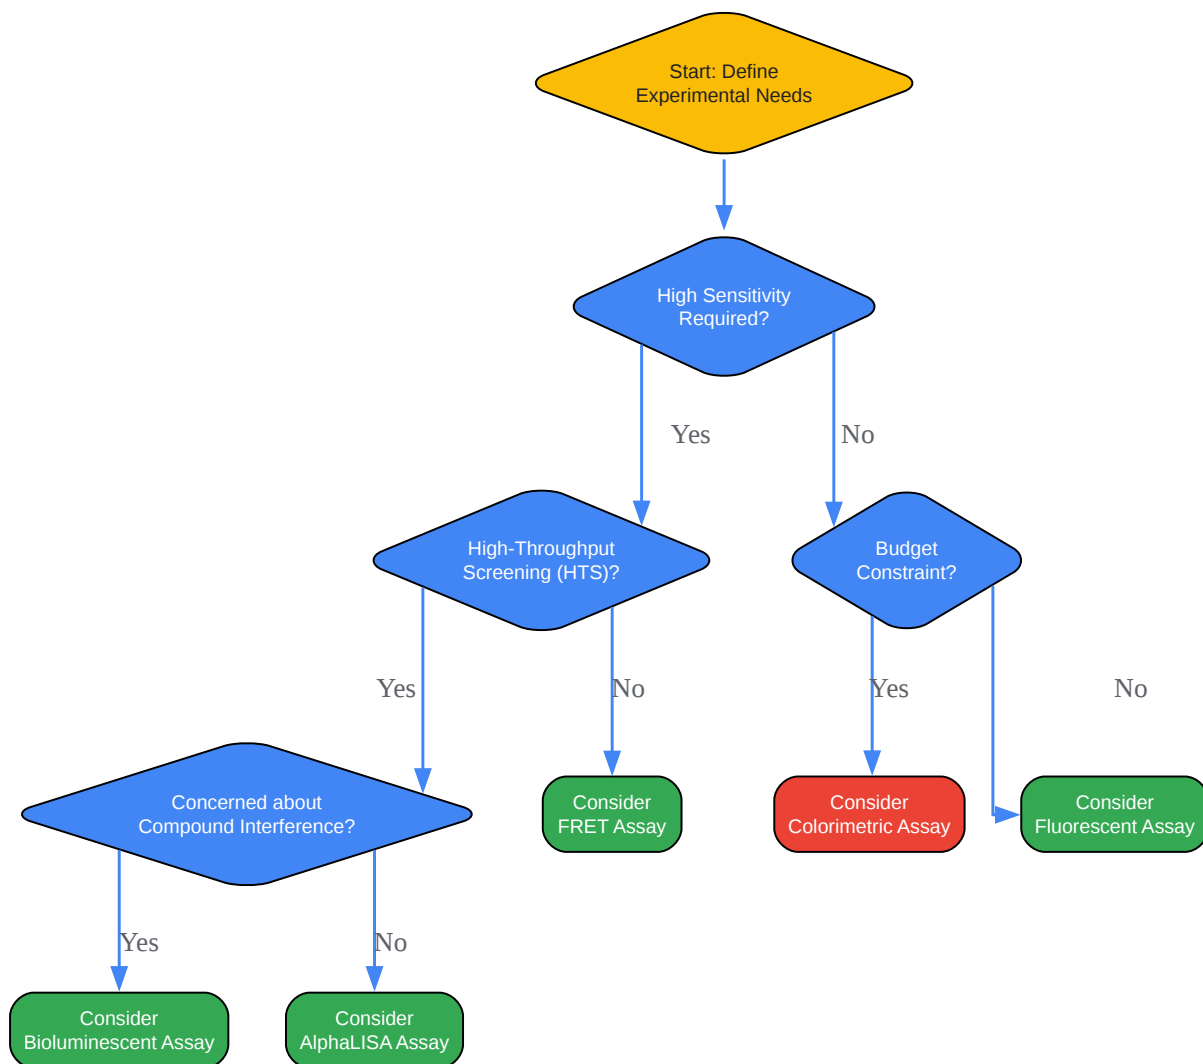 Start: Define
Experimental Needs
High Sensitivity
Required?
Yes
No
High-Throughput
Screening (HTS)?
Budget
Constraint?
Yes
No
Yes
No
Concerned about
Compound Interference?
Consider
FRET Assay
Consider
Colorimetric Assay
Consider
Fluorescent Assay
Yes
No
Consider
Bioluminescent Assay
Consider
AlphaLISA Assay